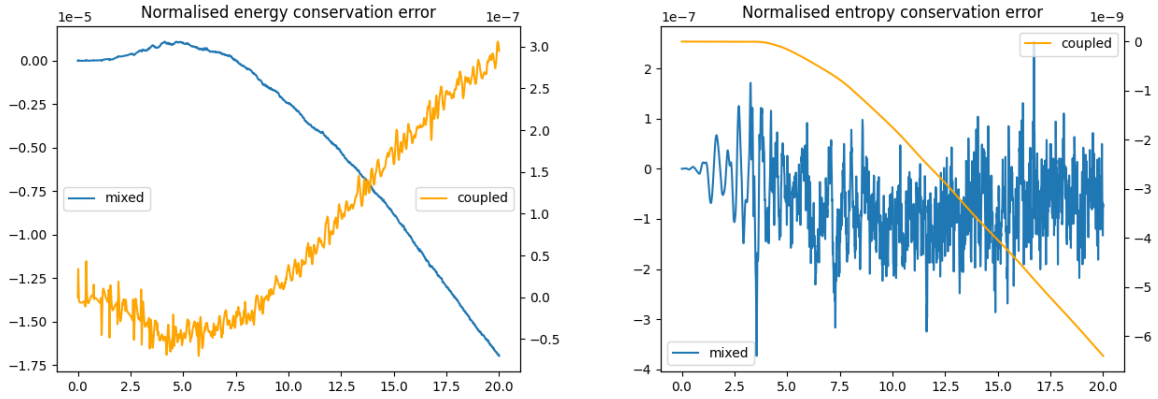 Normalised energy conservation error
1e−5
1e−7
0.00
−0.25
−0.50
−0.75
−1.00
−1.25
−1.50
−1.75
3.0
2.5
2.0
1.5
1.0
0.5
0.0
−0.5
mixed
coupled
0.0 2.5 5.0 7.5 10.0 12.5 15.0 17.5 20.0
Normalised entropy conservation error
1e−7
1e−9
2
1
0
−1
−2
−3
−4
0
−1
−2
−3
−4
−5
−6
coupled
mixed
0.0 2.5 5.0 7.5 10.0 12.5 15.0 17.5 20.0